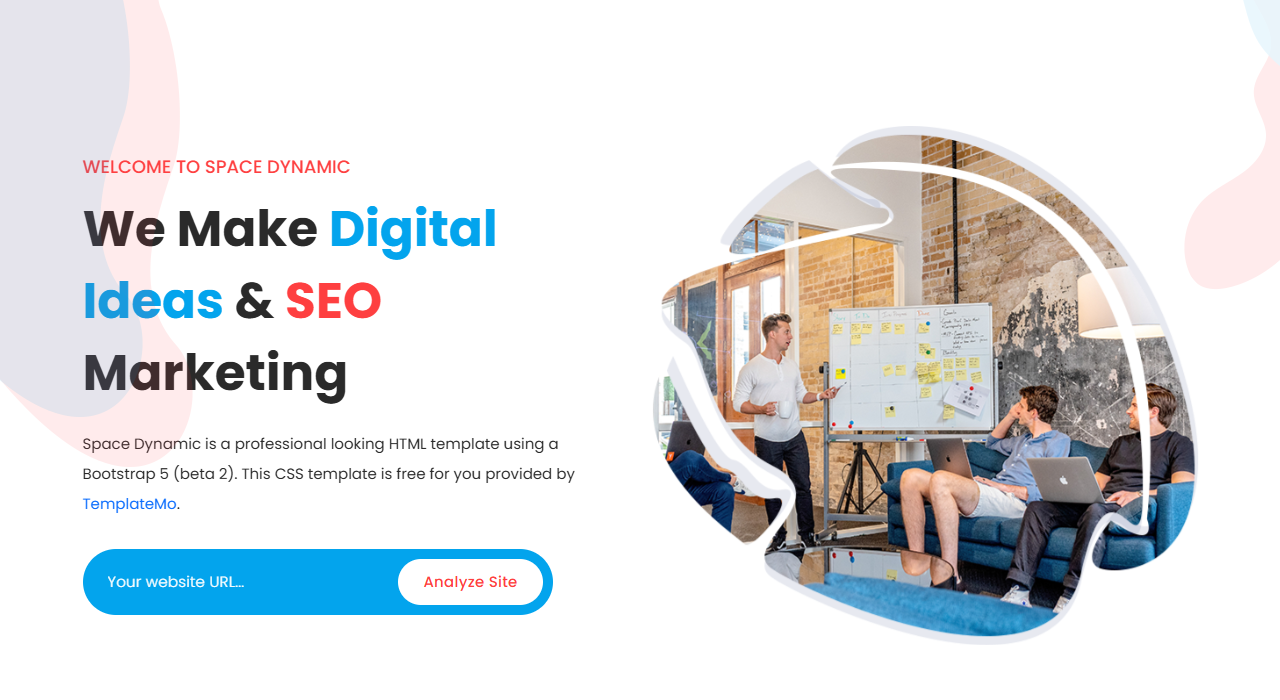 WELCOME TO SPACE DYNAMIC
We Make Digital
Ideas & SEO
Marketing
Space Dynamic is a professional looking HTML template using a
Bootstrap 5 (beta 2). This CSS template is free for you provided by
TemplateMo.
Your website URL...
Analyze Site
Goals